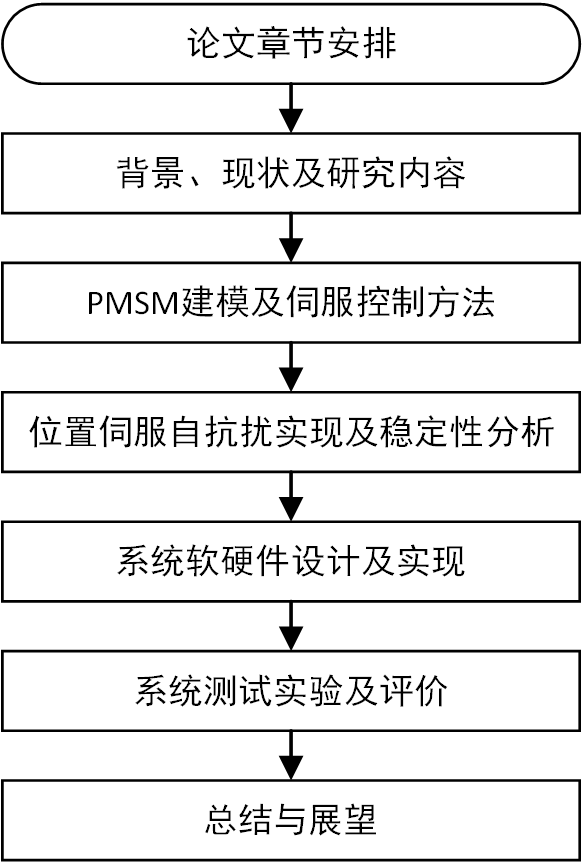 论文章节安排
背景、现状及研究内容
PMSM建模及伺服控制方法
位置伺服自抗扰实现及稳定性分析
系统软硬件设计及实现
系统测试实验及评价
总结与展望